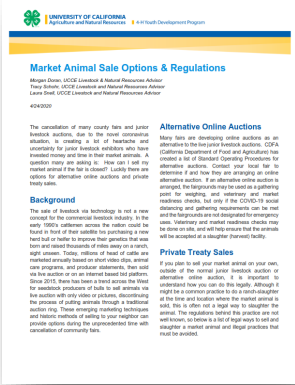 UNIVERSITY OF CALIFORNIA
Agriculture and Natural Resources
4-H Youth Development Program
Market Animal Sale Options & Regulations
Morgan Doran, UCCE Livestock & Natural Resources Advisor
Tracy Schohr, UCCE Livestock and Natural Resources Advisor
Laura Snell, UCCE Livestock and Natural Resources Advisor
4/24/2020
The cancellation of many county fairs and junior
livestock auctions, due to the novel coronavirus
situation, is creating a lot of heartache and
uncertainty for junior livestock exhibitors who have
invested money and time in their market animals. A
question many are asking is: How can I sell my
market animal if the fair is closed? Luckily there are
options for alternative online auctions and private
treaty sales.
Background
The sale of livestock via technology is not a new
concept for the commercial livestock industry. In the
early 1990's cattlemen across the nation could be
found in front of their satellite tvs purchasing a new
herd bull or heifer to improve their genetics that was
born and raised thousands of miles away on a ranch,
sight unseen. Today, millions of head of cattle are
marketed annually based on short video clips, animal
care programs, and producer statements, then sold
via live auction or on an internet based bid platform.
Since 2015, there has been a trend across the West
for seedstock producers of bulls to sell animals via
live auction with only video or pictures, discontinuing
the process of putting animals through a traditional
auction ring. These emerging marketing techniques
and historic methods of selling to your neighbor can
provide options during the unprecedented time with
cancellation of community fairs.
Alternative Online Auctions
Many fairs are developing online auctions as an
alternative to the live junior livestock auctions. CDFA
(California Department of Food and Agriculture) has
created a list of Standard Operating Procedures for
alternative auctions. Contact your local fair to
determine if and how they are arranging an online
alternative auction. If an alternative online auction is
arranged, the fairgrounds may be used as a gathering
point for weighing, and veterinary and market
readiness checks, but only if the COVID-19 social
distancing and gathering requirements can be met
and the fairgrounds are not designated for emergency
uses. Veterinary and market readiness checks may
be done on site, and will help ensure that the animals
will be accepted at a slaughter (harvest) facility.
Private Treaty Sales
If you plan to sell your market animal on your own,
outside of the normal junior livestock auction or
alternative online auction, it is important to
understand how you can do this legally. Although it
might be a common practice to do a ranch-slaughter
at the time and location where the market animal is
sold, this is often not a legal way to slaughter the
animal. The regulations behind this practice are not
well known, so below is a list of legal ways to sell and
slaughter a market animal and illegal practices that
must be avoided.